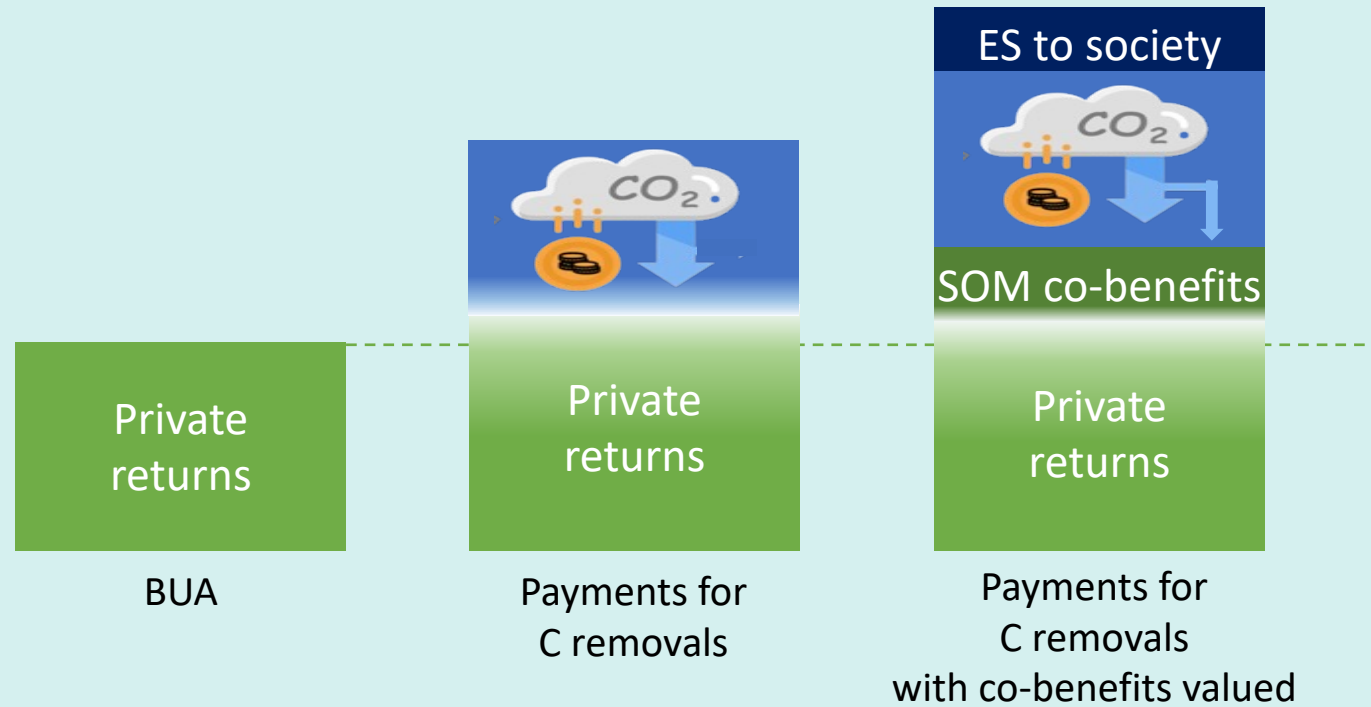 Private
returns
BUA
CO₂
Private
returns
Payments for
C removals
ES to society
CO₂
SOM co-benefits
Private
returns
Payments for
C removals
with co-benefits valued